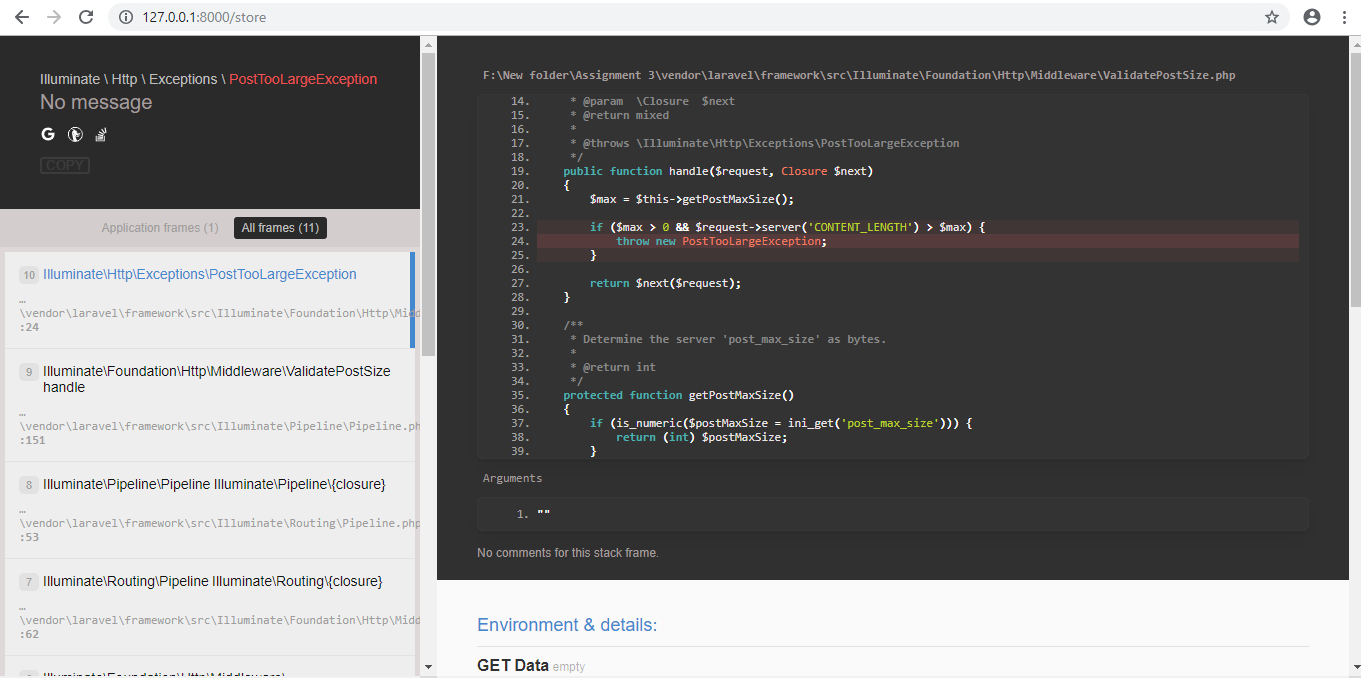 127.0.0.1:8000/store
Illuminate \ Http \ Exceptions \ PostTooLargeException
No message
COPY
Application frames (1) All frames (11)
10 Illuminate\Http\Exceptions\PostTooLargeException
…
\vendor\laravel\framework\src\Illuminate\Foundation\Http\Midd
:24
9 Illuminate\Foundation\Http\Middleware\ValidatePostSize
handle
…
\vendor\laravel\framework\src\Illuminate\Pipeline\Pipeline.ph
:151
8 Illuminate\Pipeline\Pipeline Illuminate\Pipeline\{closure}
…
\vendor\laravel\framework\src\Illuminate\Routing\Pipeline.php
:53
7 Illuminate\Routing\Pipeline Illuminate\Routing\{closure}
…
\vendor\laravel\framework\src\Illuminate\Foundation\Http\Midd
:62
Illuminate\Foundation\Http\Middleware\
F:\New folder\Assignment 3\vendor\laravel\framework\src\Illuminate\Foundation\Http\Middleware\ValidatePostSize.php
14. * @param \Closure $next
15. * @return mixed
16. *
17. * @throws \Illuminate\Http\Exceptions\PostTooLargeException
18. */
19. public function handle($request, Closure $next)
20. {
21. $max = $this->getPostMaxSize();
22.
23. if ($max > 0 && $request->server('CONTENT_LENGTH') > $max) {
24. throw new PostTooLargeException;
25. }
26.
27. return $next($request);
28. }
29.
30. /**
31. * Determine the server 'post_max_size' as bytes.
32. *
33. * @return int
34. */
35. protected function getPostMaxSize()
36. {
37. if (is_numeric($postMaxSize = ini_get('post_max_size'))) {
38. return (int) $postMaxSize;
39. }
Arguments
1. ""
No comments for this stack frame.
Environment & details:
GET Data empty